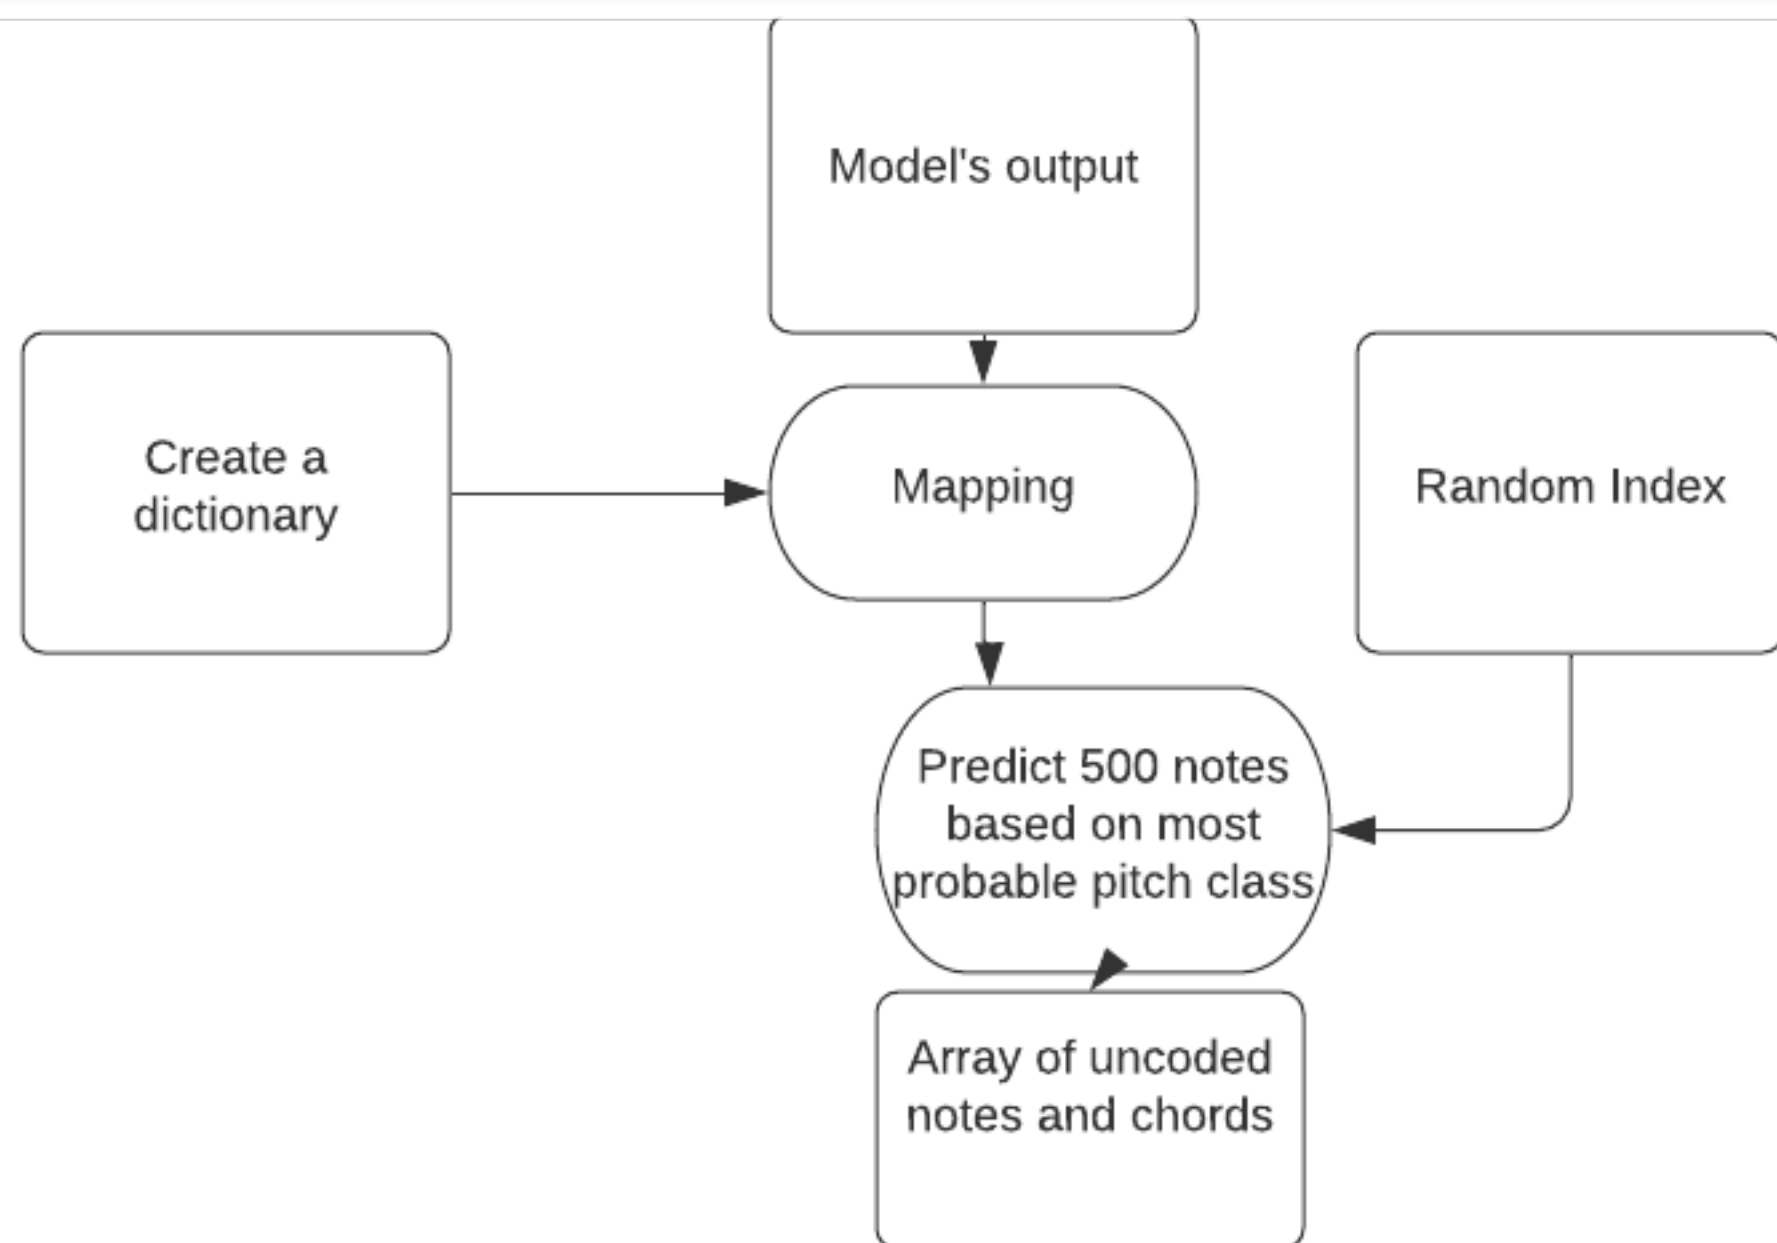 Model's output
Create a
dictionary
Mapping
Random Index
Predict 500 notes
based on most
probable pitch class
Array of uncoded
notes and chords